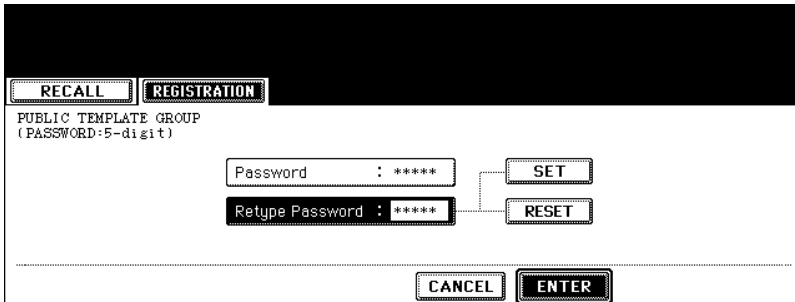 RECALL REGISTRATION
PUBLIC TEMPLATE GROUP
(PASSWORD:5-digit)
Password : ***** SET
Retype Password : ***** RESET
CANCEL ENTER